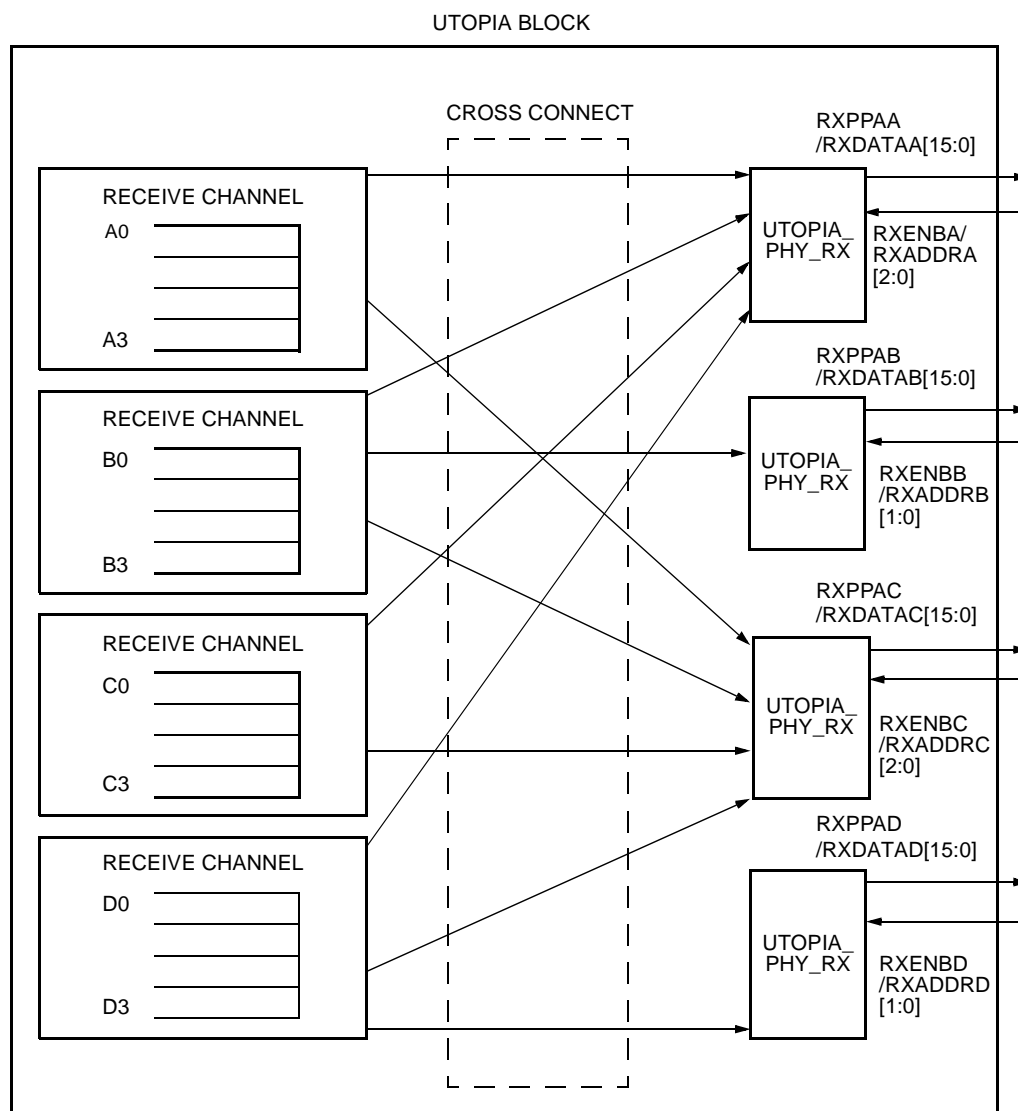 UTOPIA BLOCK
CROSS CONNECT
RXPPAA
/RXDATAA[15:0]
RECEIVE CHANNEL
A0
A3
UTOPIA_
PHY_RX
RXENBA/
RXADDRA
[2:0]
RXPPAB
/RXDATAB[15:0]
RECEIVE CHANNEL
B0
B3
UTOPIA_
PHY_RX
RXENBB
/RXADDRB
[1:0]
RXPPAC
/RXDATAC[15:0]
RECEIVE CHANNEL
C0
C3
UTOPIA_
PHY_RX
RXENBC
/RXADDRC
[2:0]
RXPPAD
/RXDATAD[15:0]
RECEIVE CHANNEL
D0
D3
UTOPIA_
PHY_RX
RXENBD
/RXADDRD
[1:0]